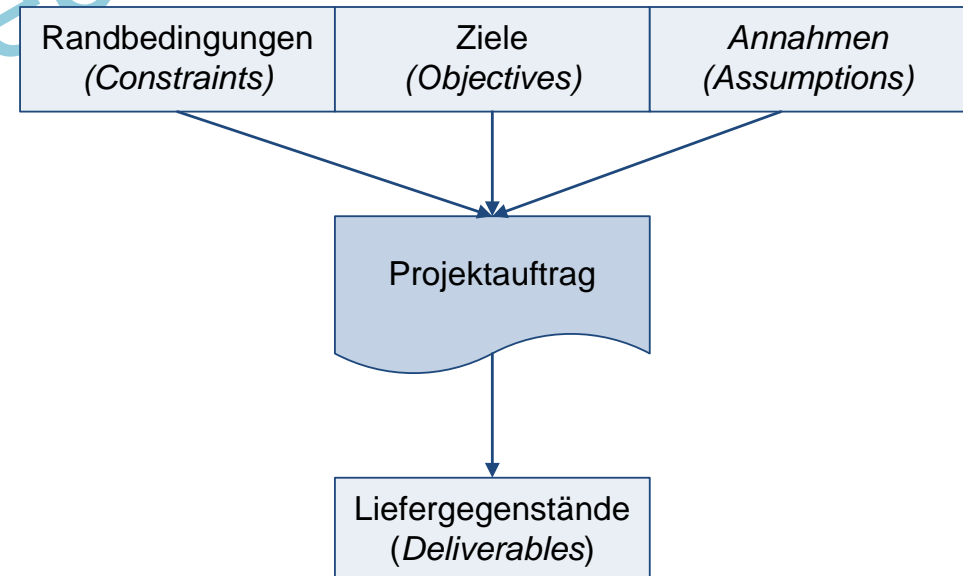 Randbedingungen
(Constraints)
Ziele
(Objectives)
Annahmen
(Assumptions)
Projektauftrag
Liefergegenstände
(Deliverables)